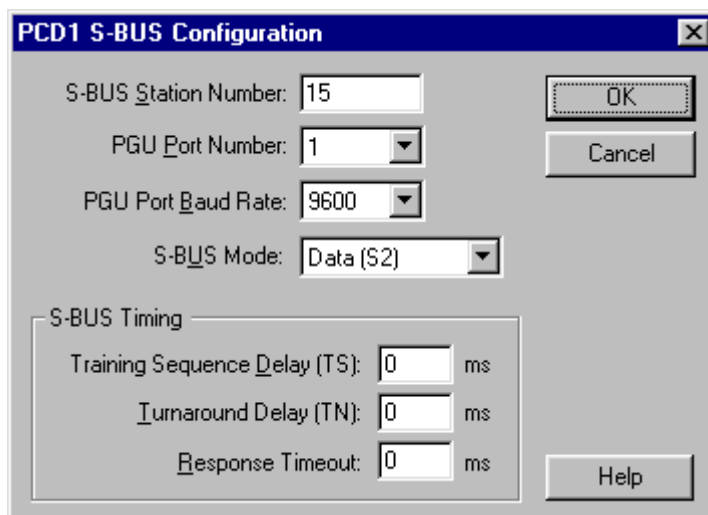 PCD1 S-BUS Configuration
S-BUS Station Number: 15
OK
PGU Port Number: 1
Cancel
PGU Port Baud Rate: 9600
S-BUS Mode: Data (S2)
S-BUS Timing
Training Sequence Delay (TS): 0 ms
Turnaround Delay (TN): 0 ms
Response Timeout: 0 ms
Help